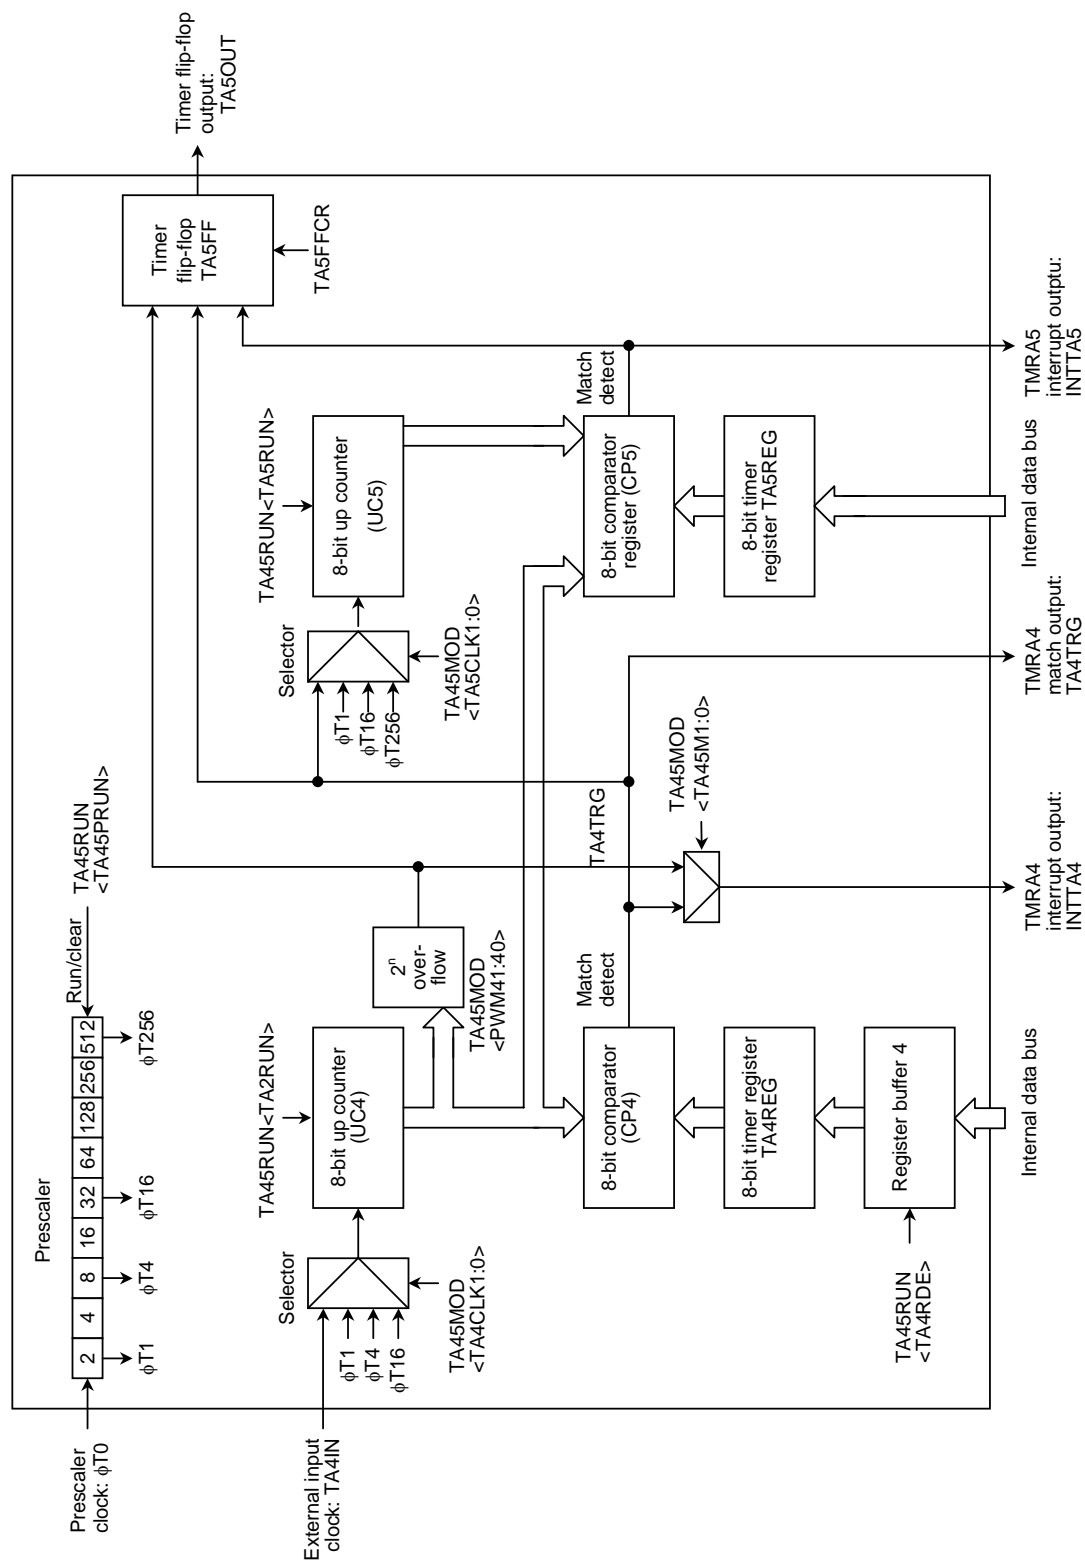 Prescaler
Prescaler
clock: ϕT0
2
4
8
16
32
64
128
256
512
Run/clear
TA45RUN
<TA45PRUN>
ϕT1
ϕT4
ϕT16
ϕT256
External input
clock: TA4IN
Selector
ϕT1
ϕT4
ϕT16
TA45MOD
<TA4CLK1:0>
TA45RUN<TA2RUN>
8-bit up counter
(UC4)
2ⁿ
over-
flow
TA45MOD
<PWM41:40>
Selector
ϕT1
ϕT16
ϕT256
TA45MOD
<TA5CLK1:0>
TA45RUN<TA5RUN>
8-bit up counter
(UC5)
Timer
flip-flop
TA5FF
TA5FFCR
Timer flip-flop
output:
TA5OUT
8-bit comparator
(CP4)
Match
detect
TA4TRG
8-bit comparator
register (CP5)
Match
detect
8-bit timer register
TA4REG
TA45MOD
<TA45M1:0>
8-bit timer
register TA5REG
TA45RUN
<TA4RDE>
Register buffer 4
Internal data bus
TMRA4
interrupt output:
INTTA4
TMRA4
match output:
TA4TRG
Internal data bus
TMRA5
interrupt outptu:
INTTA5